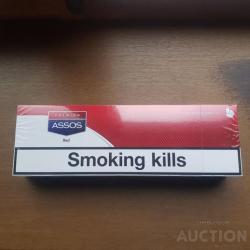 PREMIUM
ASSOS
Red
Smoking kills
AUCTION